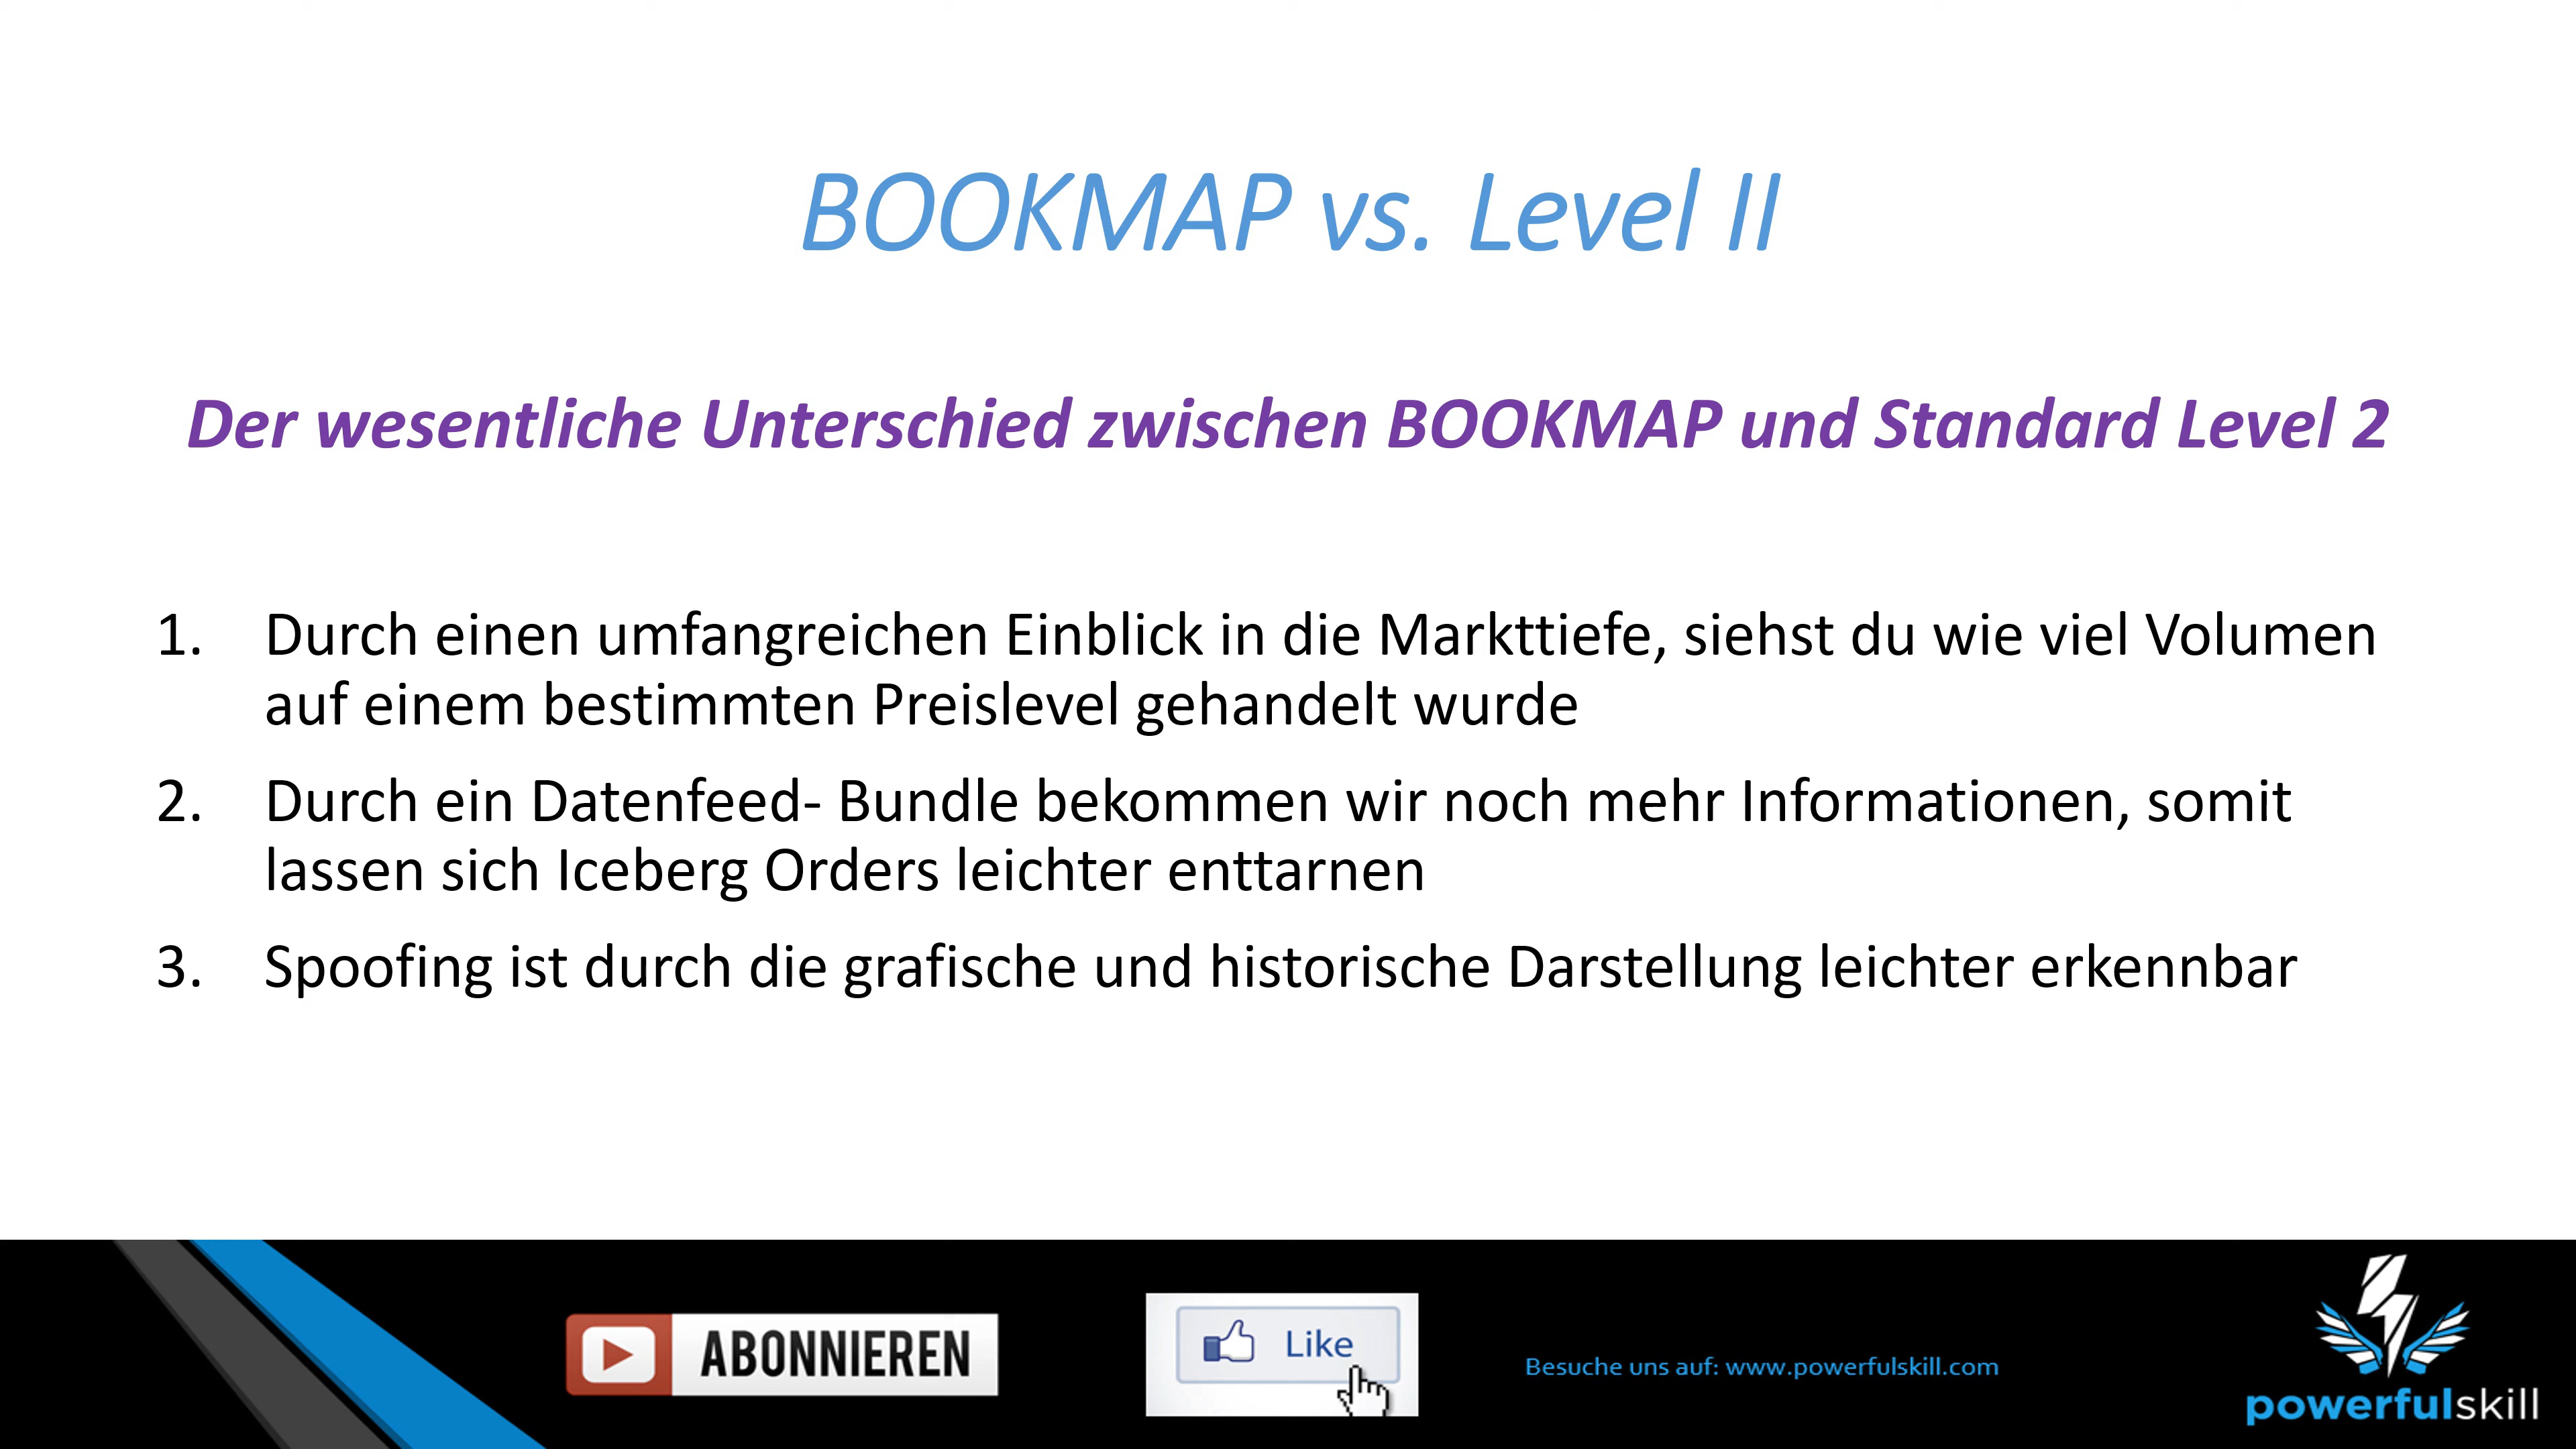 BOOKMAP vs. Level II
Der wesentliche Unterschied zwischen BOOKMAP und Standard Level 2
1. Durch einen umfangreichen Einblick in die Markttiefe, siehst du wie viel Volumen
auf einem bestimmten Preislevel gehandelt wurde
2. Durch ein Datenfeed- Bundle bekommen wir noch mehr Informationen, somit
lassen sich Iceberg Orders leichter enttarnen
3. Spoofing ist durch die grafische und historische Darstellung leichter erkennbar
ABONNIEREN
Like
Besuche uns auf: www.powerfulskill.com
powerfulskill